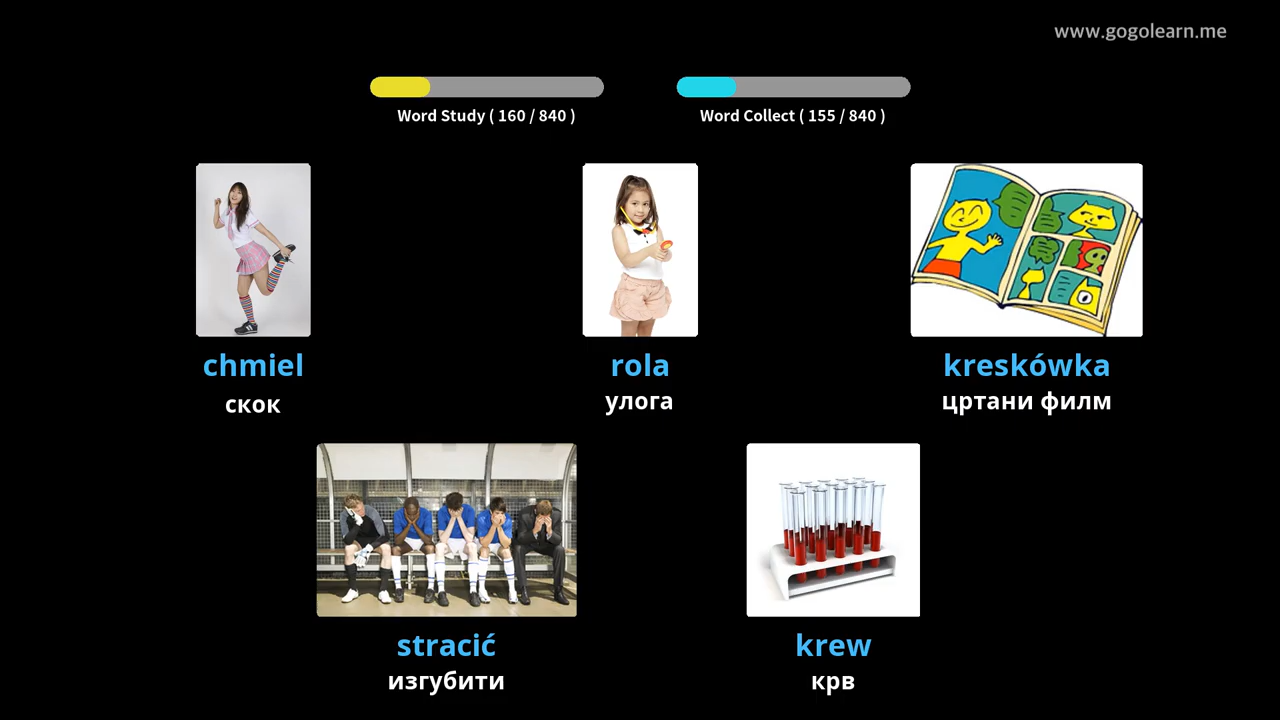 www.gogolearn.me
Word Study ( 160 / 840 )
Word Collect ( 155 / 840 )
chmiel
скок
rola
улога
kreskówka
цртани филм
stracić
изгубити
krew
крв